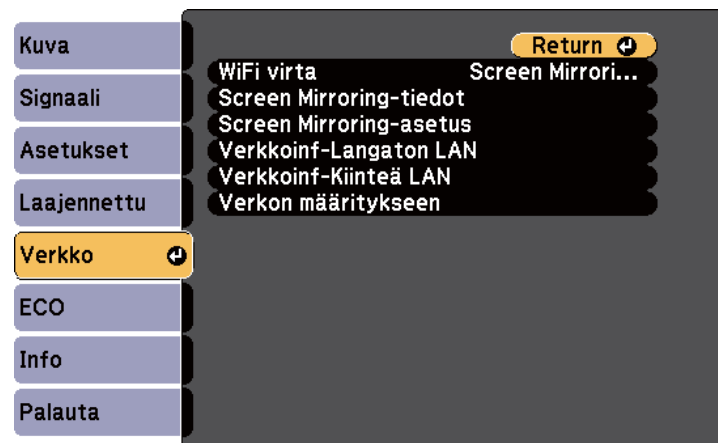 Kuva
Signaali
Asetukset
Laajennettu
Verkko
ECO
Info
Palauta
Return
WiFi virta Screen Mirrori...
Screen Mirroring-tiedot
Screen Mirroring-asetus
Verkkoinf-Langaton LAN
Verkkoinf-Kiinteä LAN
Verkon määritykseen